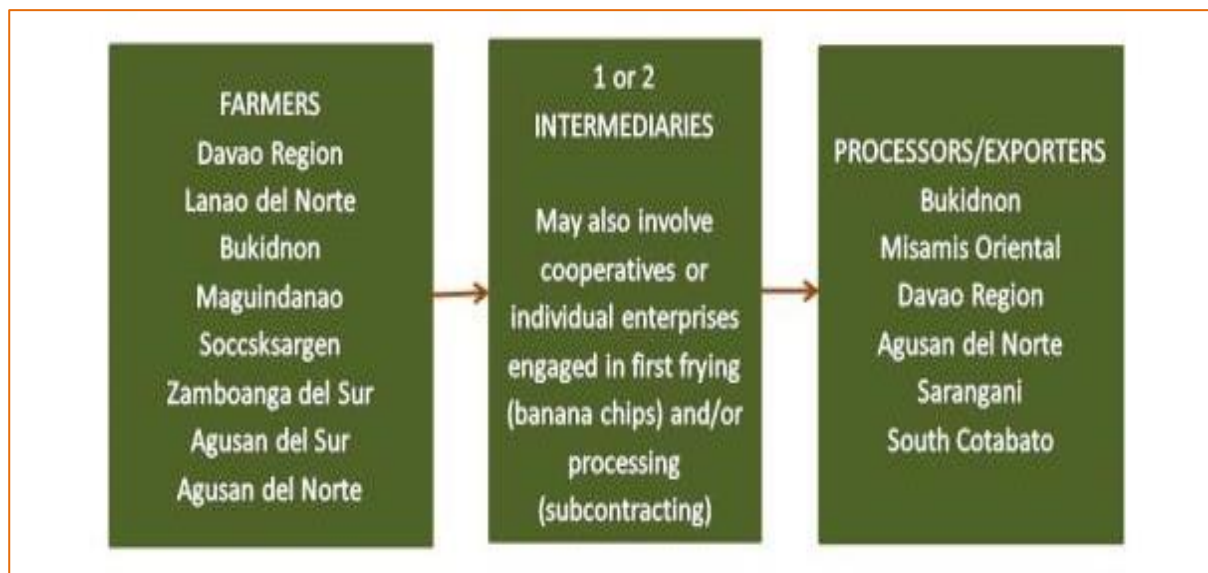 FARMERS
Davao Region
Lanao del Norte
Bukidnon
Maguindanao
Soccsksargen
Zamboanga del Sur
Agusan del Sur
Agusan del Norte
1 or 2
INTERMEDIARIES
May also involve
cooperatives or
individual enterprises
engaged in first frying
(banana chips) and/or
processing
(subcontracting)
PROCESSORS/EXPORTERS
Bukidnon
Misamis Oriental
Davao Region
Agusan del Norte
Sarangani
South Cotabato